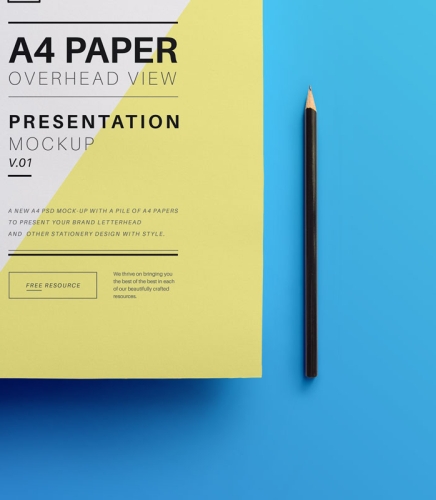 A4 PAPER
OVERHEAD VIEW
PRESENTATION
MOCKUP
V.01
A NEW A4 PSD MOCK-UP WITH A PILE OF A4 PAPERS
TO PRESENT YOUR BRAND LETTERHEAD
AND OTHER STATIONERY DESIGN WITH STYLE.
FREE RESOURCE
We thrive on bringing you
the best of the best in each
of our beautifully crafted
resources.